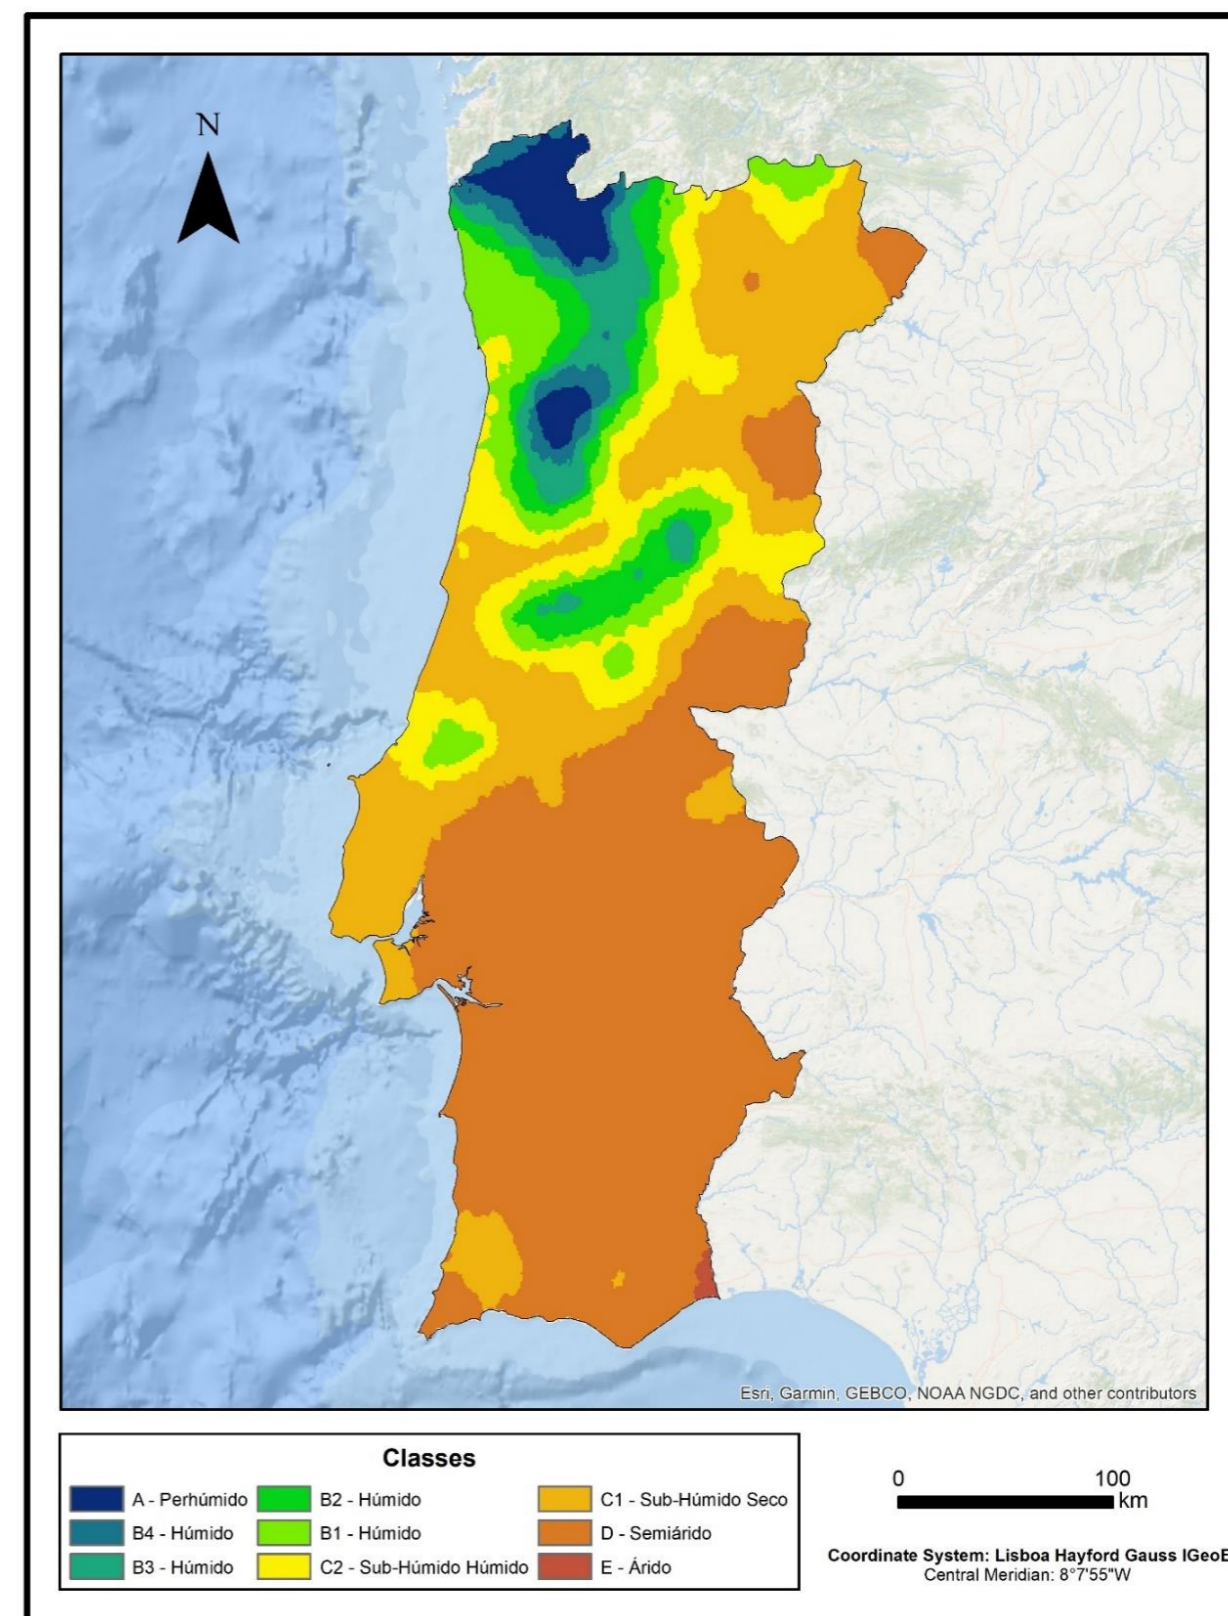 N
Esri, Garmin, GEBCO, NOAA NGDC, and other contributors
Classes
A - Perhúmido
B2 - Húmido
C1 - Sub-Húmido Seco
B4 - Húmido
B1 - Húmido
D - Semiárido
B3 - Húmido
C2 - Sub-Húmido Húmido
E - Árido
0 100
km
Coordinate System: Lisboa Hayford Gauss IGeoE
Central Meridian: 8°7'55"W